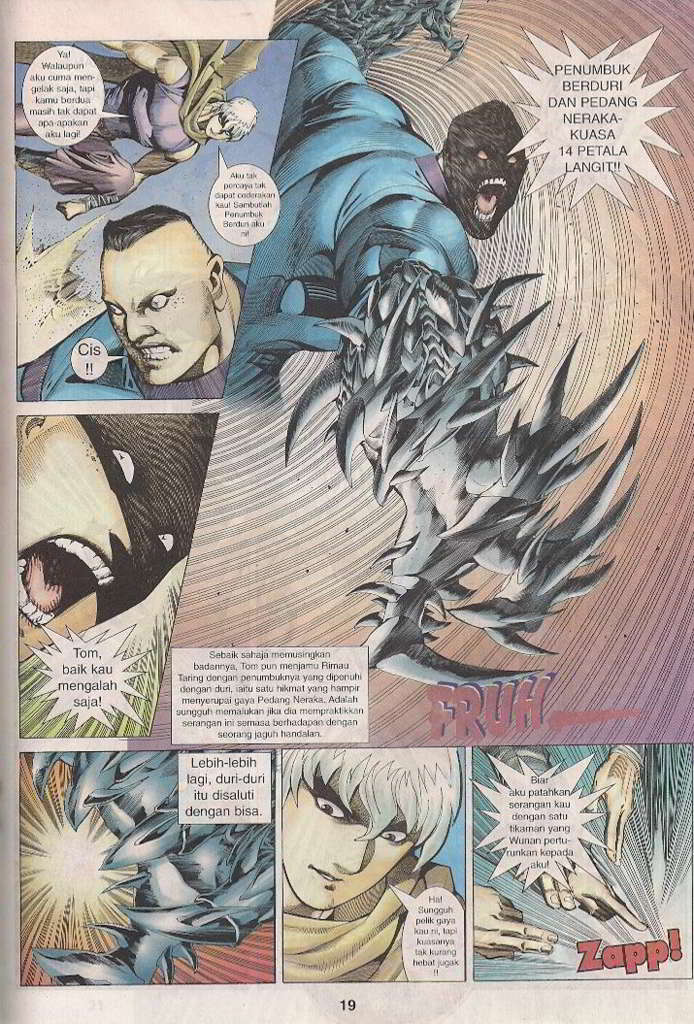 Ya!
Walaupun
aku cuma men-
gelak saja, tapi
kamu berdua
masih tak dapat
apa-apakan
aku lagi!
Aku tak
percaya tak
dapat cederakan
kau! Sambutlah
Penumbuk
Berduri aku
ni!
Cis
!!
PENUMBUK
BERDURI
DAN PEDANG
NERAKA-
KUASA
14 PETALA
LANGIT!!
Tom,
baik kau
mengalah
saja!
Sebaik sahaja memusingkan
badannya, Tom pun menjamu Rimau
Taring dengan penumbuknya yang dipenuhi
dengan duri, iaitu satu hikmat yang hampir
menyerupai gaya Pedang Neraka. Adalah
sungguh memalukan jika dia mempraktikkan
serangan ini semasa berhadapan dengan
seorang jaguh handalan.
FRUH
Lebih-lebih
lagi, duri-duri
itu disaluti
dengan bisa.
Ha!
Sungguh
pelik gaya
kau ni, tapi
kuasanya
tak kurang
hebat jugak
!!
Biar
aku patahkan
serangan kau
dengan satu
tikaman yang
Wunan pertu-
runkan kepada
aku!
Zapp!
19